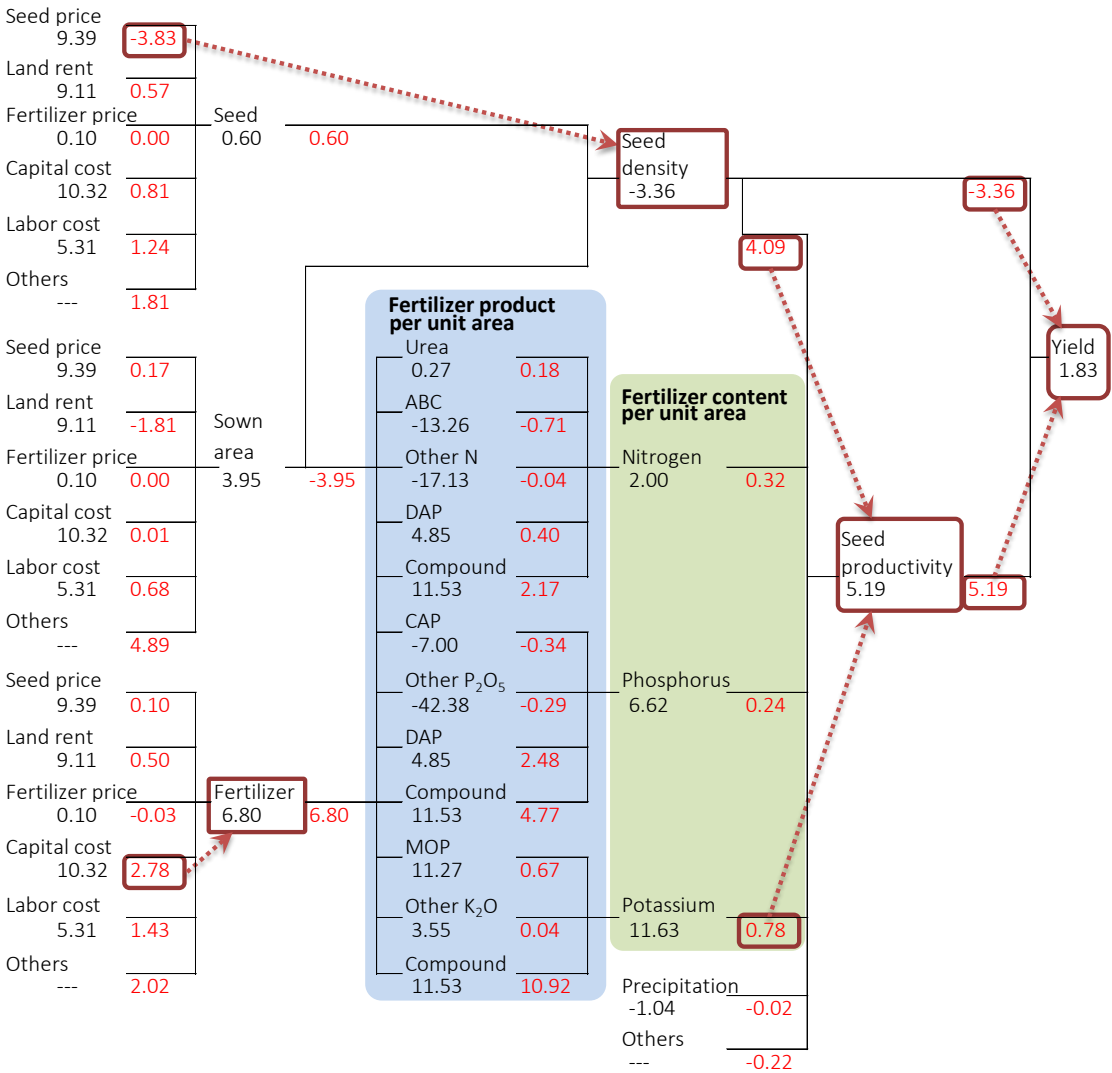 Seed price
9.39 -3.83
Land rent
9.11 0.57
Fertilizer price
0.10 0.00
Capital cost
10.32 0.81
Labor cost
5.31 1.24
Others
--- 1.81
Seed
0.60 0.60
Seed price
9.39 0.17
Land rent
9.11 -1.81
Fertilizer price
0.10 0.00
Capital cost
10.32 0.01
Labor cost
5.31 0.68
Others
--- 4.89
Sown
area
3.95 -3.95
Seed price
9.39 0.10
Land rent
9.11 0.50
Fertilizer price
0.10 -0.03
Capital cost
10.32 2.78
Labor cost
5.31 1.43
Others
--- 2.02
Fertilizer
6.80 6.80
Fertilizer product
per unit area
Urea
0.27 0.18
ABC
-13.26 -0.71
Other N
-17.13 -0.04
DAP
4.85 0.40
Compound
11.53 2.17
CAP
-7.00 -0.34
Other P₂O₅
-42.38 -0.29
DAP
4.85 2.48
Compound
11.53 4.77
MOP
11.27 0.67
Other K₂O
3.55 0.04
Compound
11.53 10.92
Fertilizer content
per unit area
Nitrogen
2.00 0.32
Phosphorus
6.62 0.24
Potassium
11.63 0.78
Precipitation
-1.04 -0.02
Others
--- -0.22
Seed
density
-3.36
4.09
-3.36
Seed
productivity
5.19 5.19
Yield
1.83